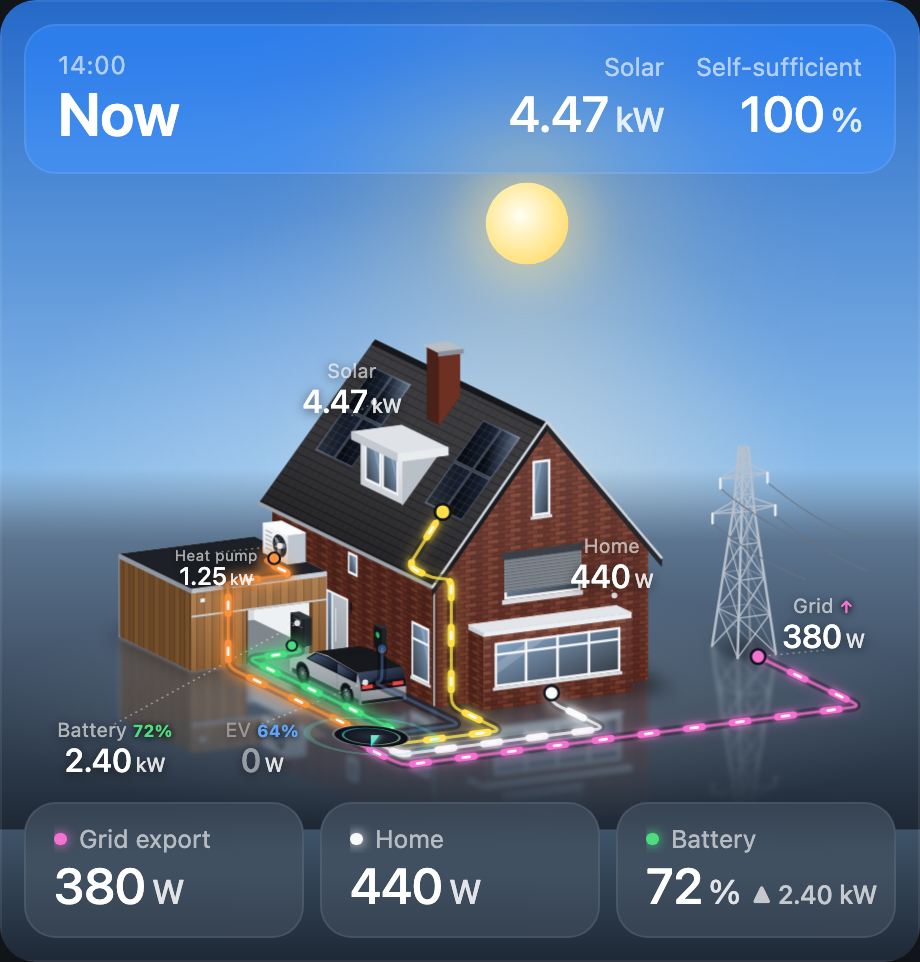 14:00
Now
Solar
4.47 kW
Self-sufficient
100 %
Solar
4.47 kW
Heat pump
1.25 kW
Home
440 W
Grid ↑
380 W
Battery 72%
2.40 kW
EV 64%
0 W
Grid export
380 W
Home
440 W
Battery
72 % ▲ 2.40 kW